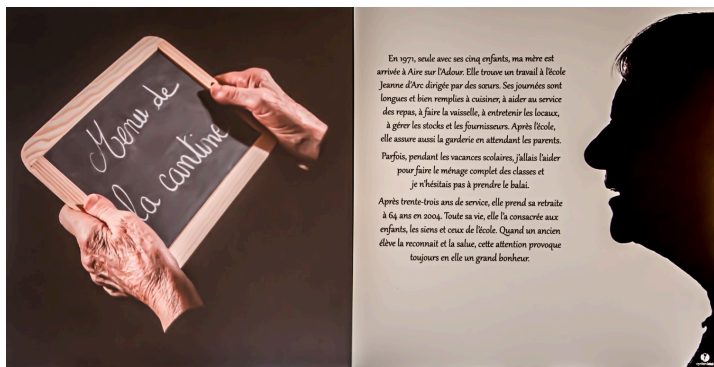 Menu de
la cantine
En 1971, seule avec ses cinq enfants, ma mère est
arrivée à Aire sur l'Adour. Elle trouve un travail à l'école
Jeanne d'Arc dirigée par des sœurs. Ses journées sont
longues et bien remplies à cuisiner, à aider au service
des repas, à faire la vaisselle, à entretenir les locaux,
à gérer les stocks et les fournisseurs. Après l'école,
elle assure aussi la garderie en attendant les parents.
Parfois, pendant les vacances scolaires, j'allais l'aider
pour faire le ménage complet des classes et
je n'hésitais pas à prendre le balai.
Après trente-trois ans de service, elle prend sa retraite
à 64 ans en 2004. Toute sa vie, elle l'a consacrée aux
enfants, les siens et ceux de l'école. Quand un ancien
élève la reconnait et la salue, cette attention provoque
toujours en elle un grand bonheur.